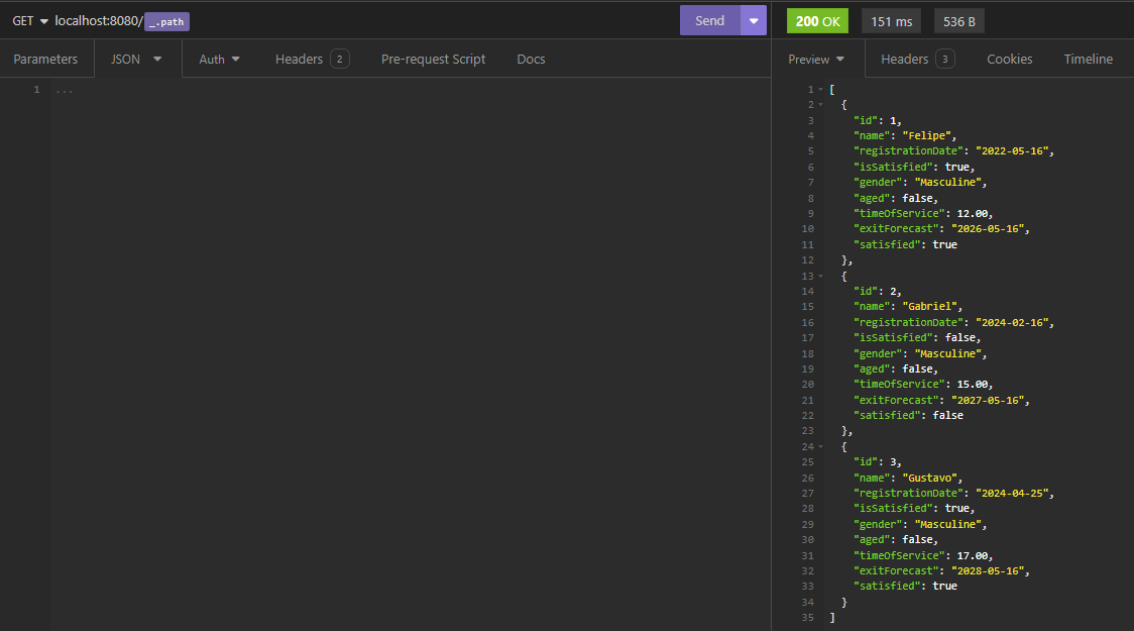 GET localhost:8080/ _.path Send 200 OK 151 ms 536 B
Parameters JSON Auth Headers 2 Pre-request Script Docs Preview Headers 3 Cookies Timeline
1 ...
1 [
2 {
3 "id": 1,
4 "name": "Felipe",
5 "registrationDate": "2022-05-16",
6 "isSatisfied": true,
7 "gender": "Masculine",
8 "aged": false,
9 "timeOfService": 12.00,
10 "exitForecast": "2026-05-16",
11 "satisfied": true
12 },
13 {
14 "id": 2,
15 "name": "Gabriel",
16 "registrationDate": "2024-02-16",
17 "isSatisfied": false,
18 "gender": "Masculine",
19 "aged": false,
20 "timeOfService": 15.00,
21 "exitForecast": "2027-05-16",
22 "satisfied": false
23 },
24 {
25 "id": 3,
26 "name": "Gustavo",
27 "registrationDate": "2024-04-25",
28 "isSatisfied": true,
29 "gender": "Masculine",
30 "aged": false,
31 "timeOfService": 17.00,
32 "exitForecast": "2028-05-16",
33 "satisfied": true
34 }
35 ]